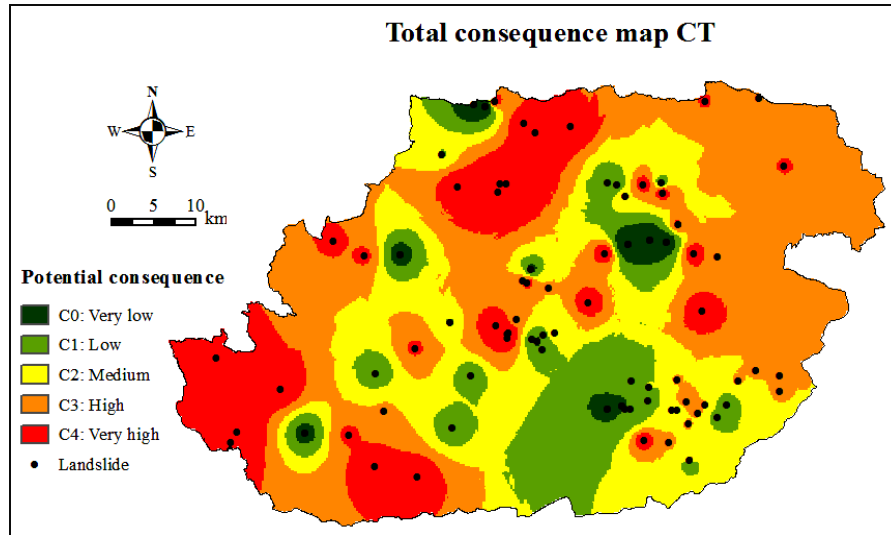 Total consequence map CT
N
W E
S
0 5 10
km
Potential consequence
C0: Very low
C1: Low
C2: Medium
C3: High
C4: Very high
Landslide